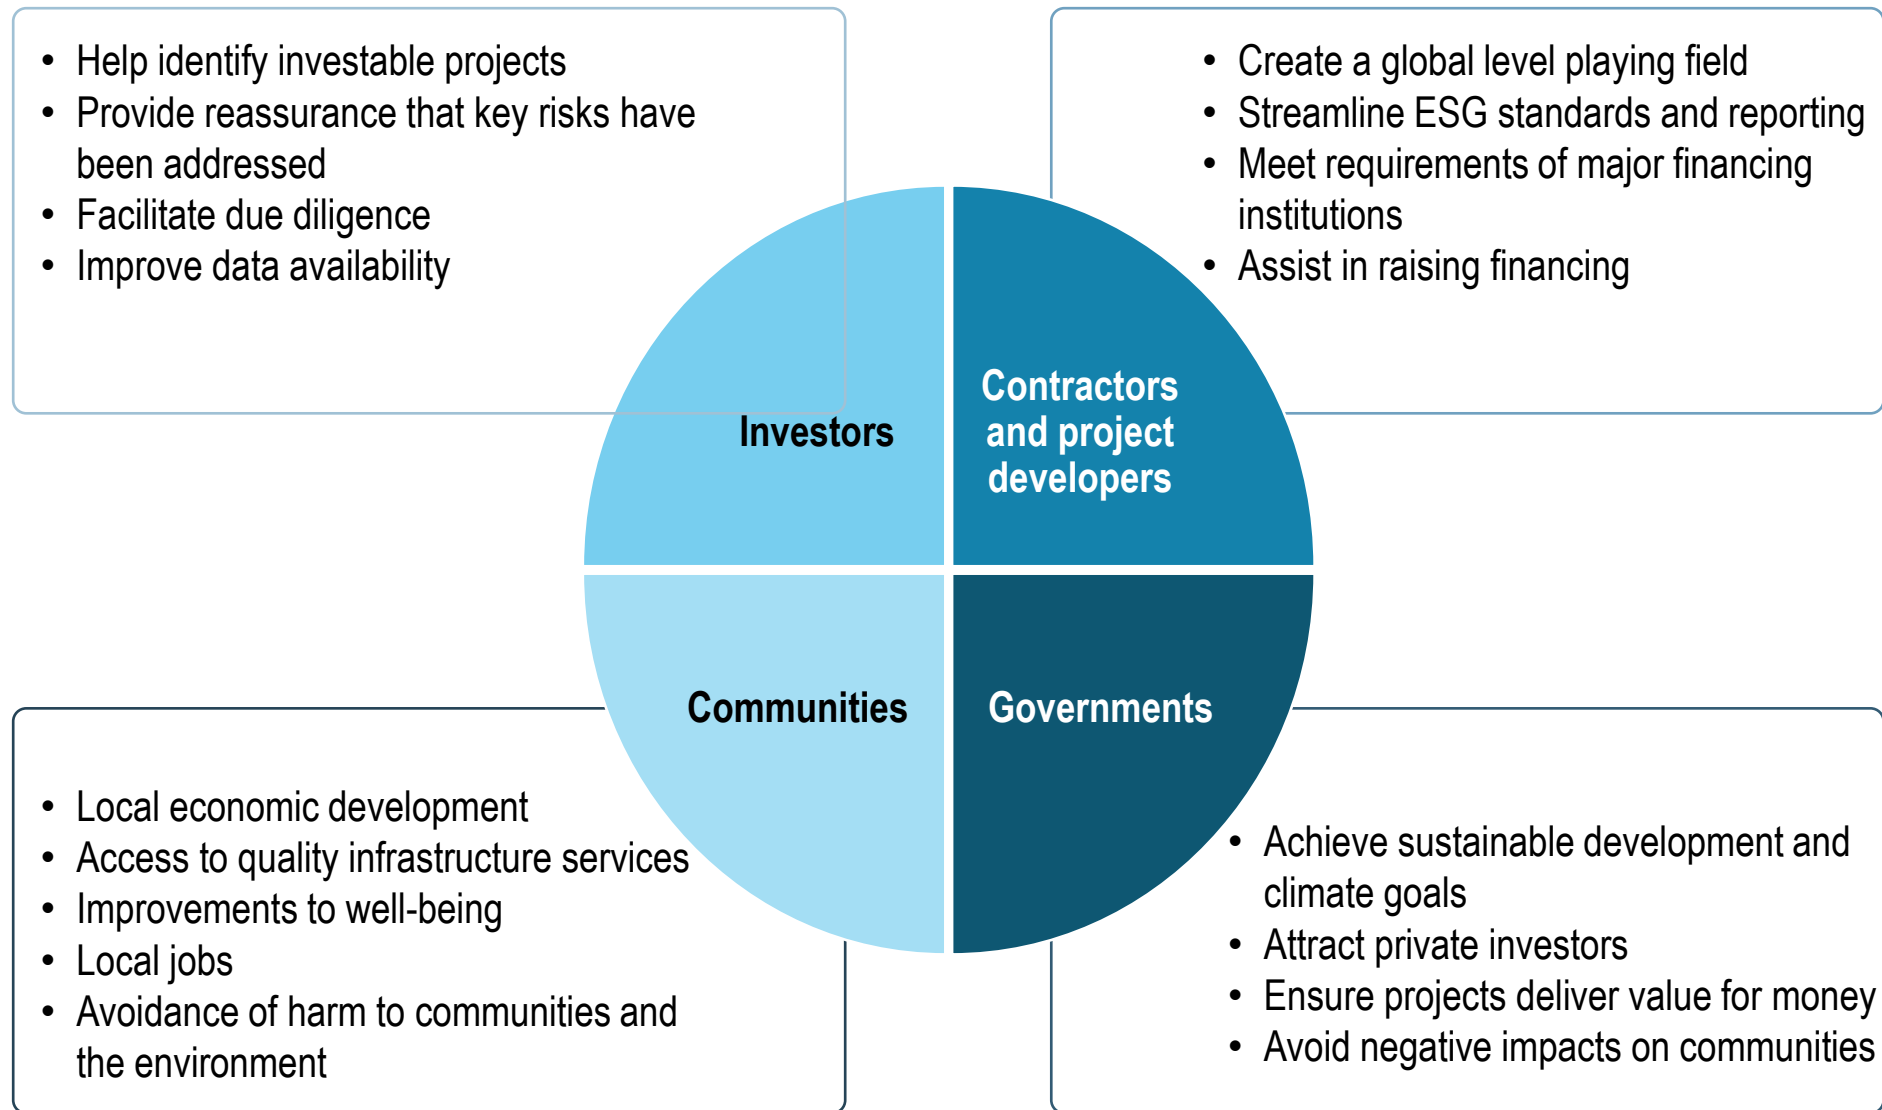 • Help identify investable projects
• Provide reassurance that key risks have
been addressed
• Facilitate due diligence
• Improve data availability
• Create a global level playing field
• Streamline ESG standards and reporting
• Meet requirements of major financing
institutions
• Assist in raising financing
Investors
Contractors
and project
developers
Communities
Governments
• Local economic development
• Access to quality infrastructure services
• Improvements to well-being
• Local jobs
• Avoidance of harm to communities and
the environment
• Achieve sustainable development and
climate goals
• Attract private investors
• Ensure projects deliver value for money
• Avoid negative impacts on communities